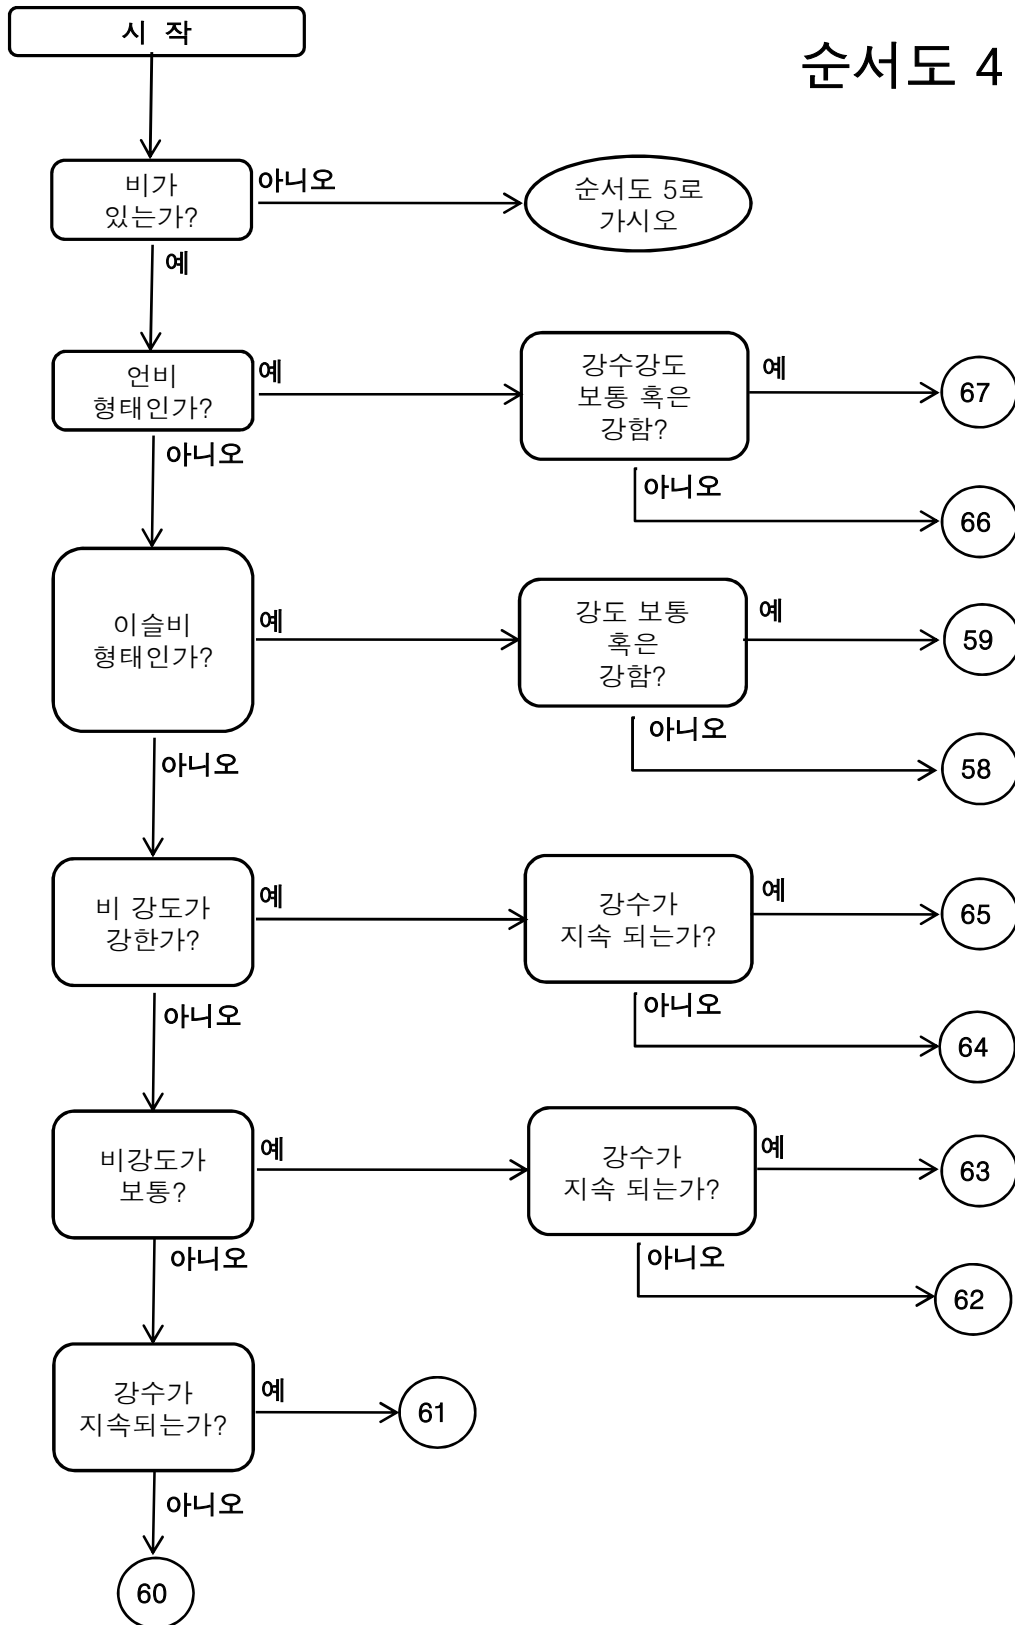 시 작
순서도 4
비가
있는가?
아니오
순서도 5로
가시오
예
언비
형태인가?
예
강수강도
보통 혹은
강함?
예
67
아니오
아니오
66
이슬비
형태인가?
예
강도 보통
혹은
강함?
예
59
아니오
58
아니오
비 강도가
강한가?
예
강수가
지속 되는가?
예
65
아니오
64
아니오
비강도가
보통?
예
강수가
지속 되는가?
예
63
아니오
62
아니오
강수가
지속되는가?
예
61
아니오
60